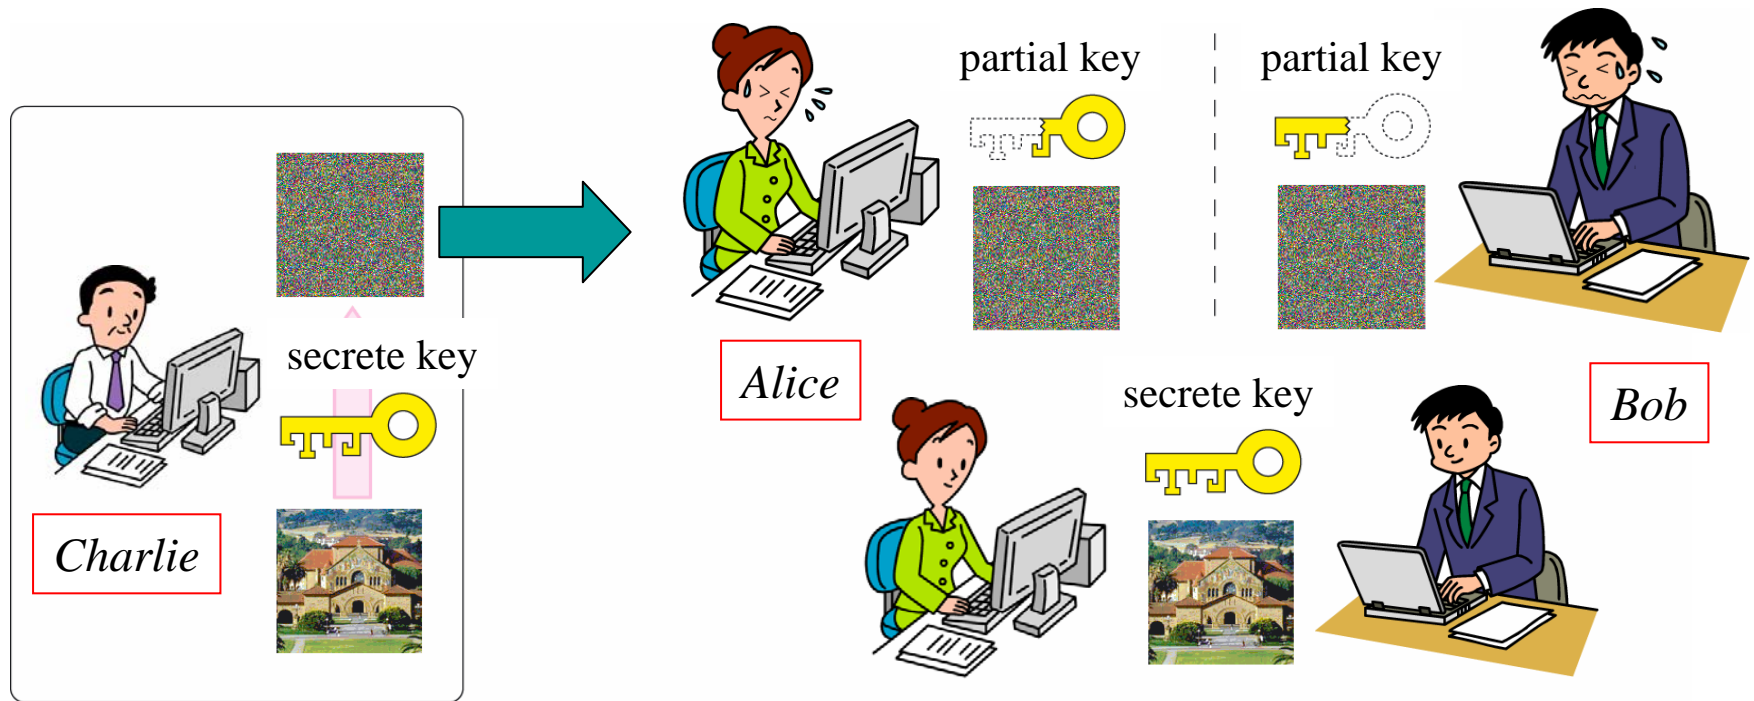 secrete key
Charlie
partial key
partial key
Alice
Bob
secrete key